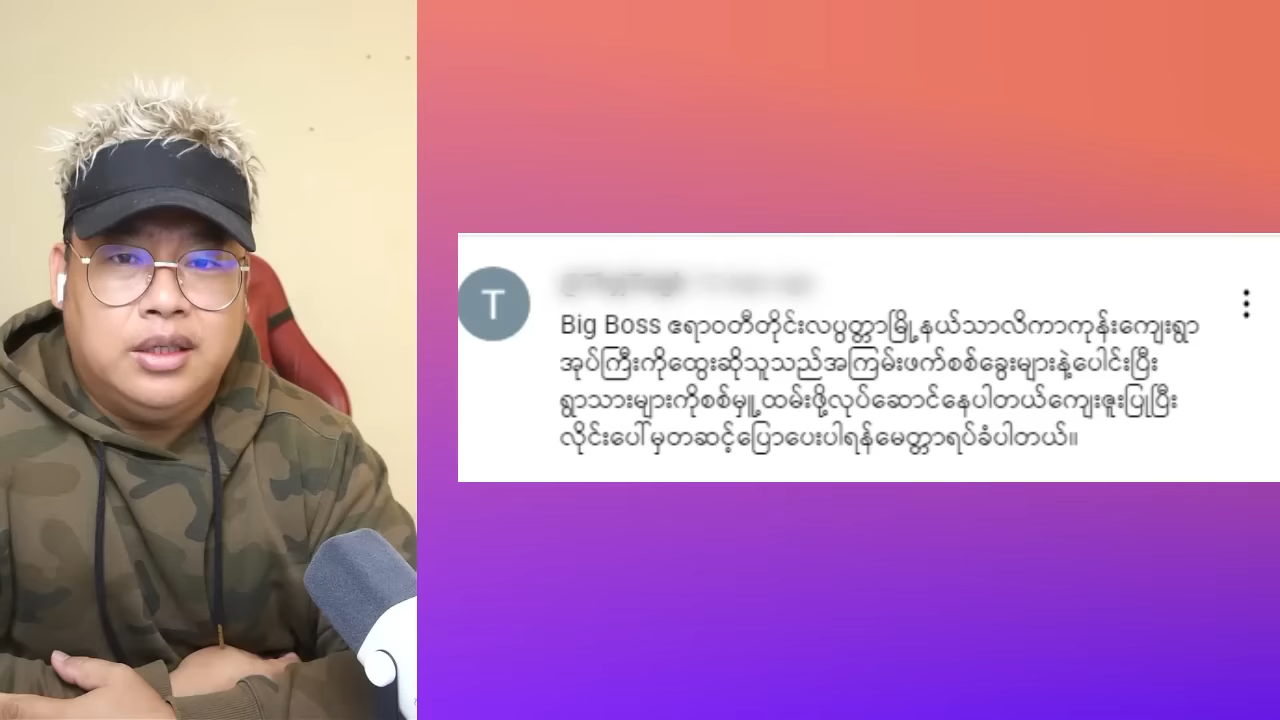 T
Big Boss ဧရာဝတီတိုင်းလပွတ္တာမြို့နယ်သာလိကာကုန်းကျေးရွာ
အုပ်ကြီးကိုထွေးဆိုသူသည်အကြမ်းဖက်စစ်ခွေးများနဲ့ပေါင်းပြီး
ရွာသားများကိုစစ်မှူ့ထမ်းဖို့လုပ်ဆောင်နေပါတယ်ကျေးဇူးပြုပြီး
လိုင်းပေါ်မှတဆင့်ပြောပေးပါရန်မေတ္တာရပ်ခံပါတယ်။